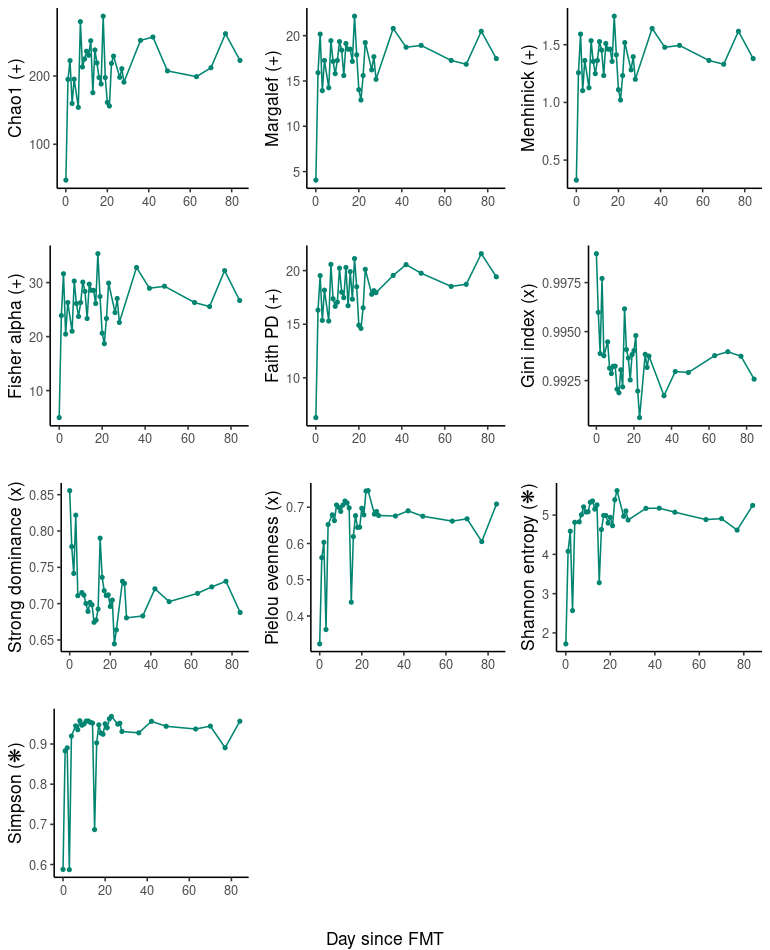 Chao1 (+)
200
100
0 20 40 60 80
Margalef (+)
20
15
10
5
0 20 40 60 80
Menhinick (+)
1.5
1.0
0.5
0 20 40 60 80
Fisher alpha (+)
30
20
10
0 20 40 60 80
Faith PD (+)
20
15
10
0 20 40 60 80
Gini index (x)
0.9975
0.9950
0.9925
0 20 40 60 80
Strong dominance (x)
0.85
0.80
0.75
0.70
0.65
0 20 40 60 80
Pielou evenness (x)
0.7
0.6
0.5
0.4
0 20 40 60 80
Shannon entropy (❋)
5
4
3
2
0 20 40 60 80
Simpson (❋)
0.9
0.8
0.7
0.6
0 20 40 60 80
Day since FMT